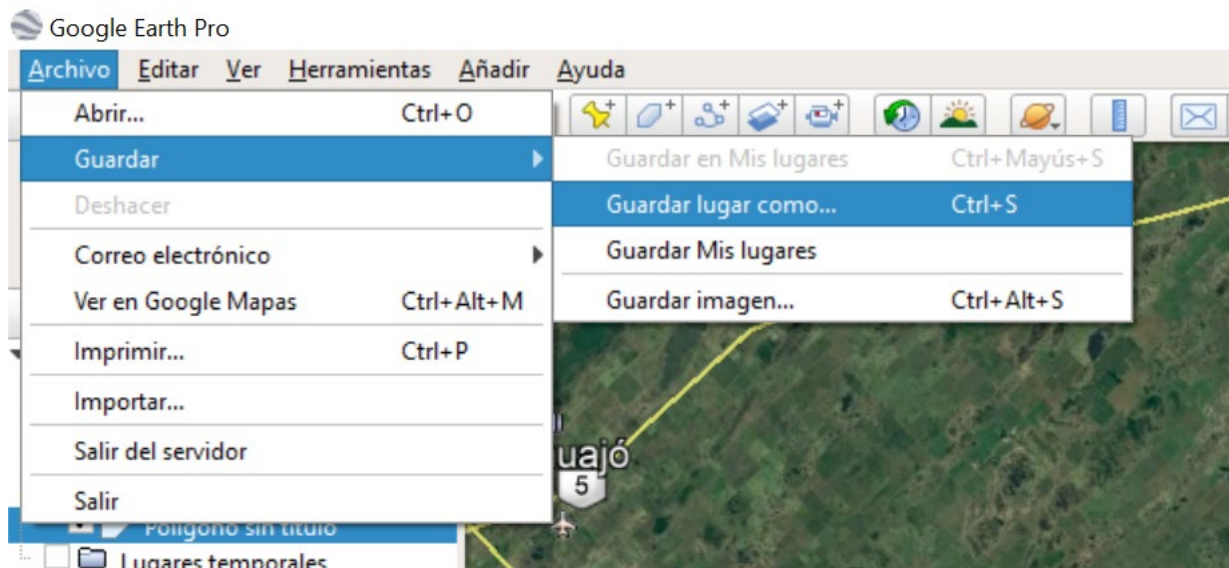 Google Earth Pro
Archivo Editar Ver Herramientas Añadir Ayuda
Abrir... Ctrl+O
Guardar
Guardar en Mis lugares Ctrl+Mayús+S
Deshacer
Guardar lugar como... Ctrl+S
Correo electrónico
Guardar Mis lugares
Ver en Google Mapas Ctrl+Alt+M
Guardar imagen... Ctrl+Alt+S
Imprimir... Ctrl+P
Importar...
Salir del servidor
uajó
5
Salir
Polígono sin título
Lugares temporales